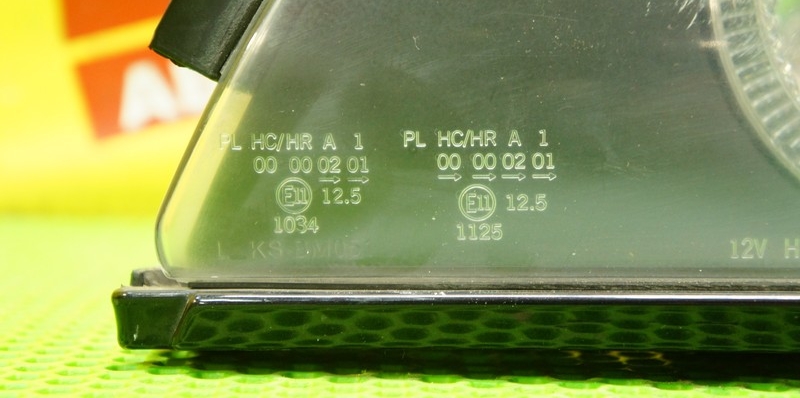 PL HC/HR A 1
00 00 02 01
E11 12.5
1034
PL HC/HR A 1
00 00 02 01
E11 12.5
1125
12V H